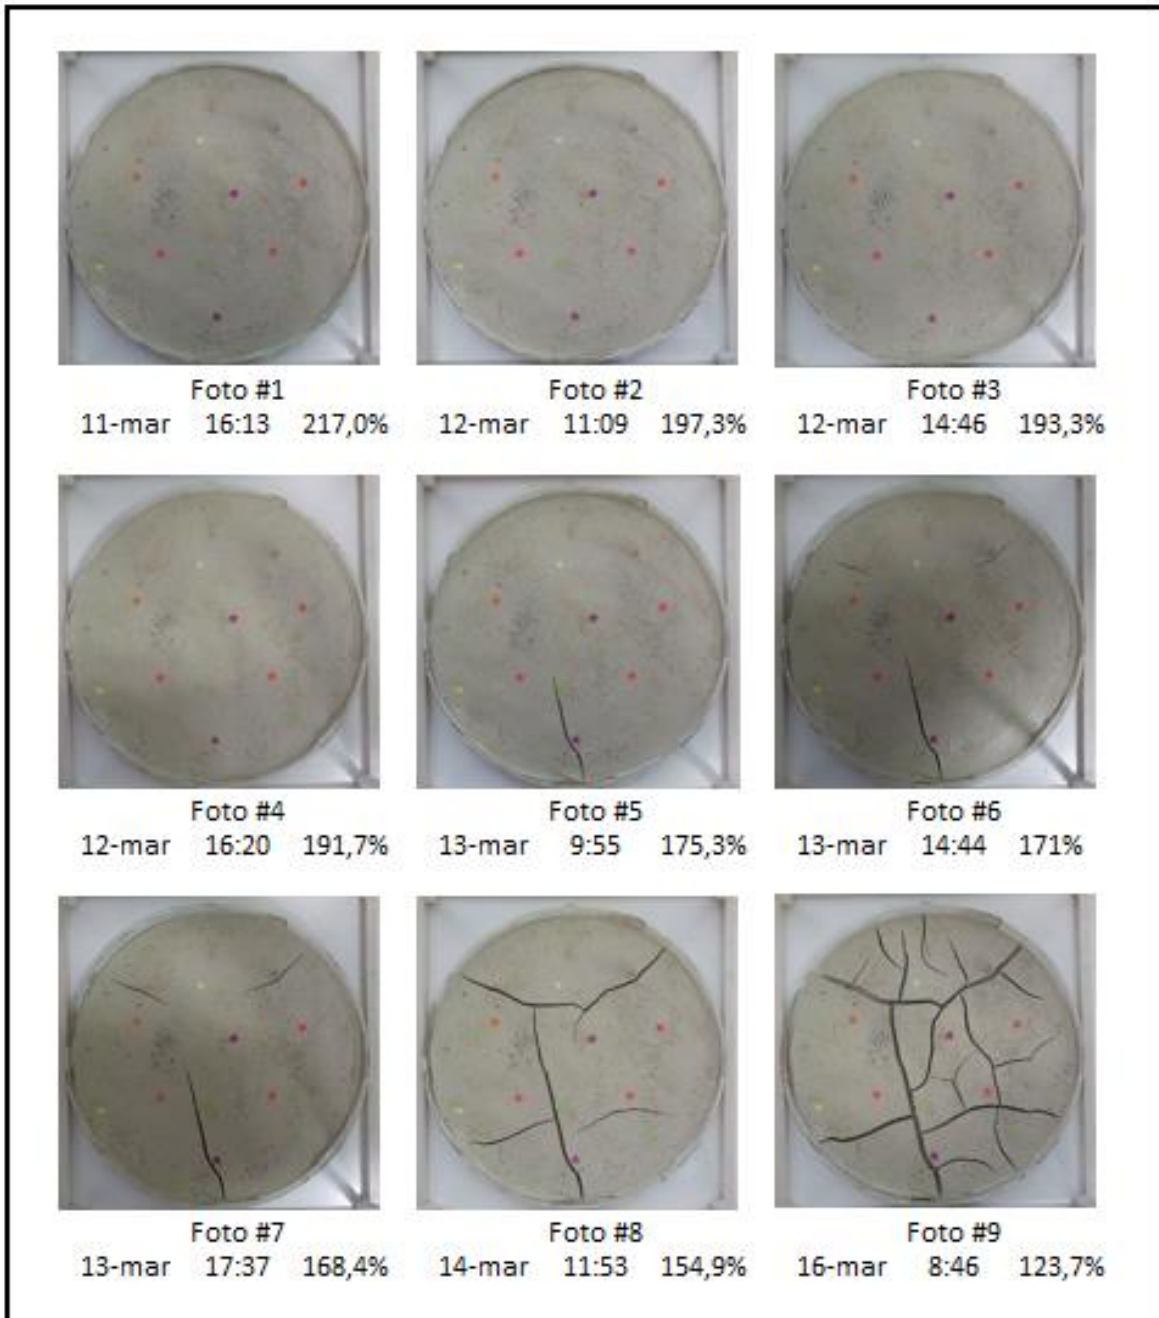 Foto #1
11-mar 16:13 217,0%
Foto #2
12-mar 11:09 197,3%
Foto #3
12-mar 14:46 193,3%
Foto #4
12-mar 16:20 191,7%
Foto #5
13-mar 9:55 175,3%
Foto #6
13-mar 14:44 171%
Foto #7
13-mar 17:37 168,4%
Foto #8
14-mar 11:53 154,9%
Foto #9
16-mar 8:46 123,7%